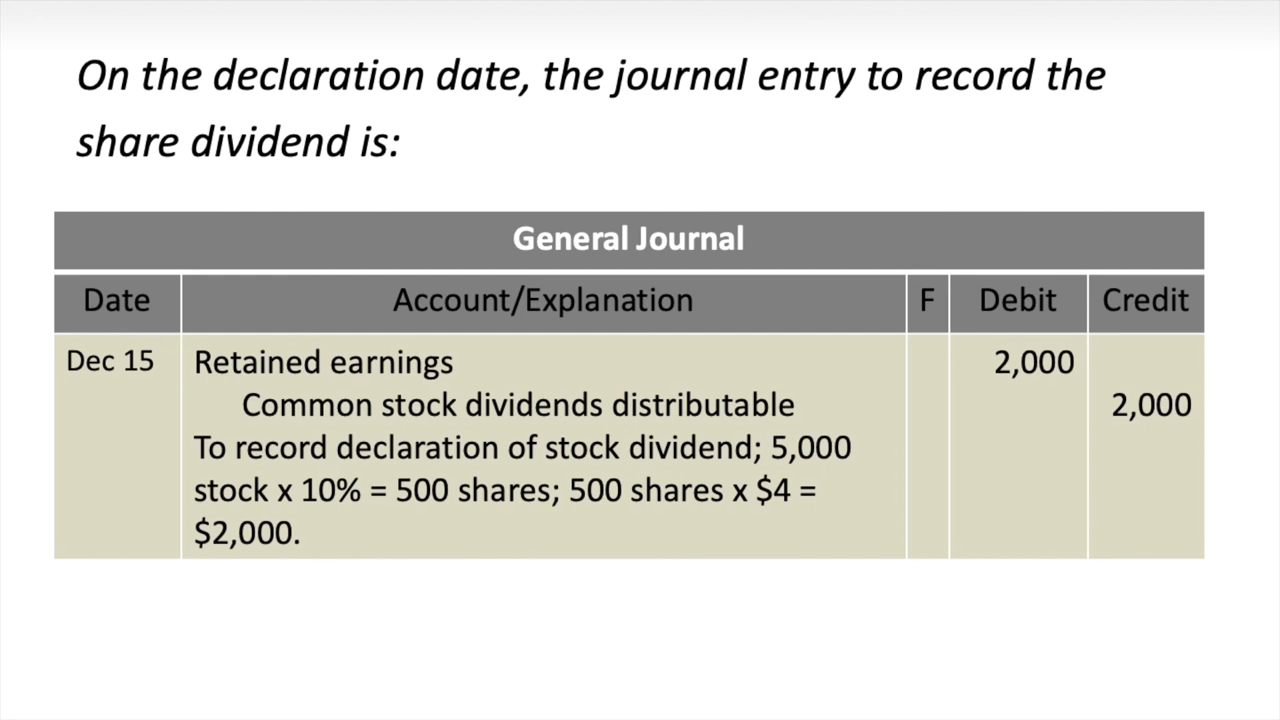 On the declaration date, the journal entry to record the
share dividend is:
General Journal
Date Account/Explanation F Debit Credit
Dec 15 Retained earnings 2,000
Common stock dividends distributable 2,000
To record declaration of stock dividend; 5,000
stock x 10% = 500 shares; 500 shares x $4 =
$2,000.